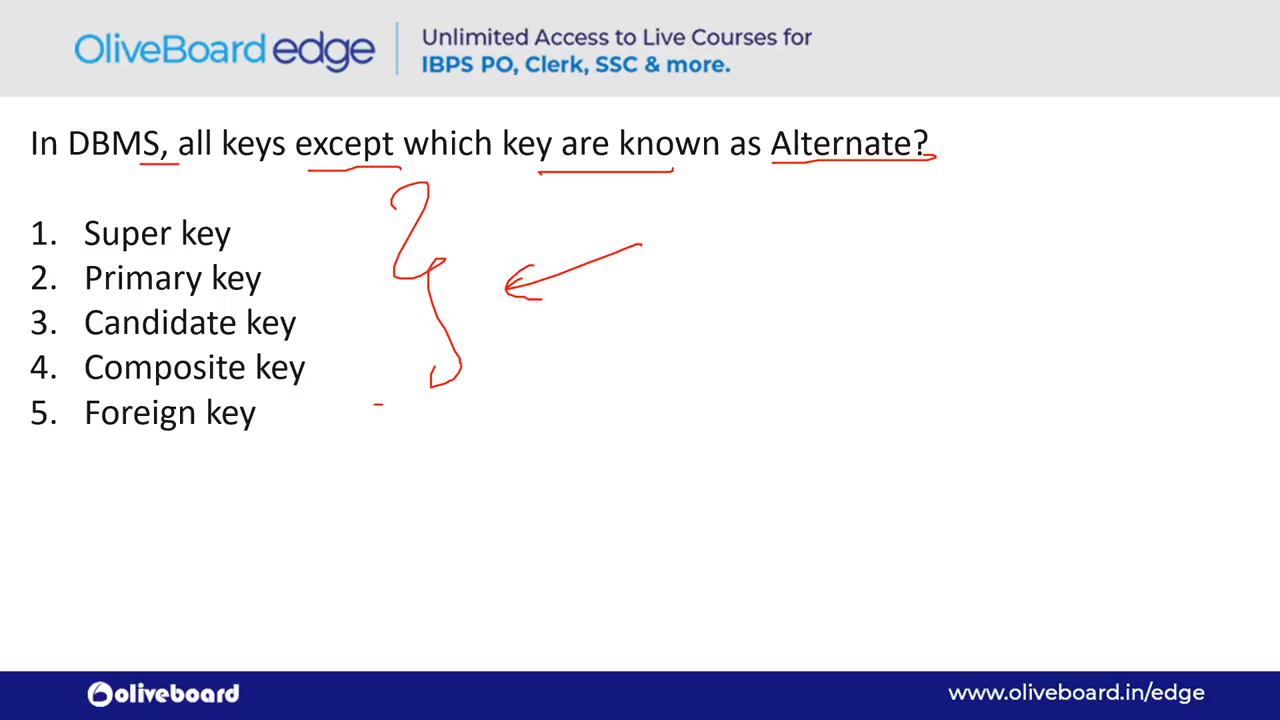 OliveBoard edge
Unlimited Access to Live Courses for
IBPS PO, Clerk, SSC & more.
In DBMS, all keys except which key are known as Alternate?
1. Super key
2. Primary key
3. Candidate key
4. Composite key
5. Foreign key
oliveboard
www.oliveboard.in/edge